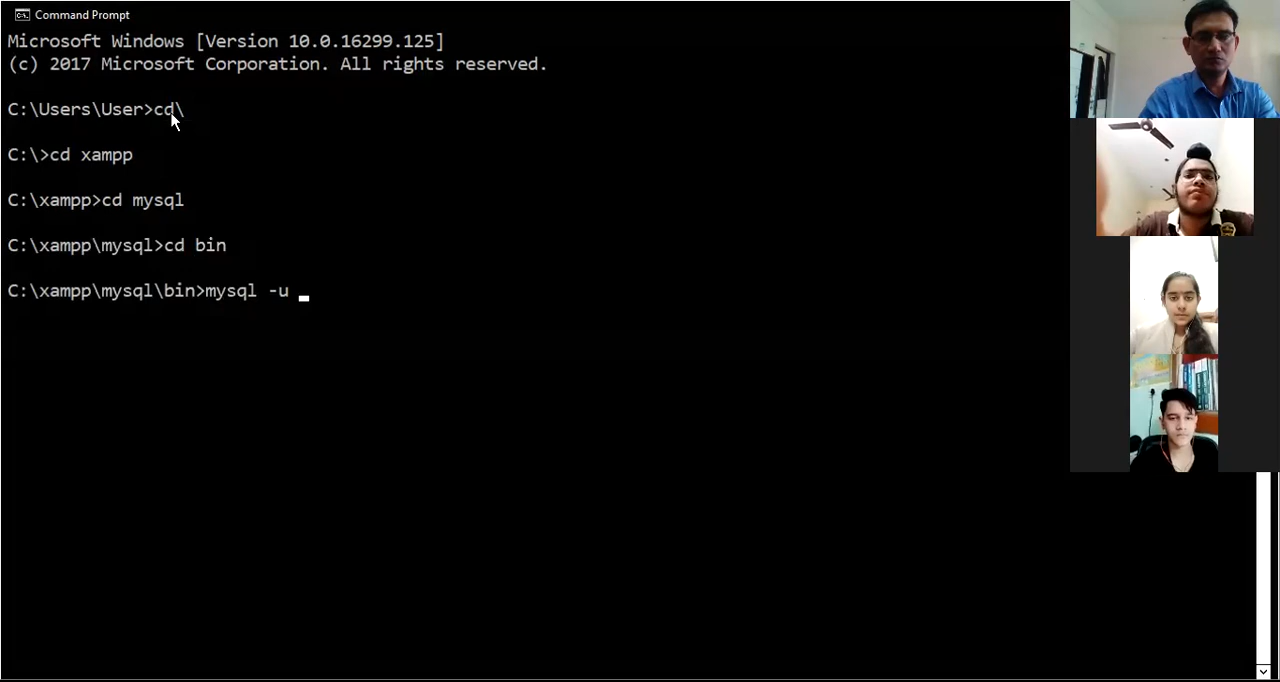 Command Prompt
Microsoft Windows [Version 10.0.16299.125]
(c) 2017 Microsoft Corporation. All rights reserved.
C:\Users\User>cd\
C:\>cd xampp
C:\xampp>cd mysql
C:\xampp\mysql>cd bin
C:\xampp\mysql\bin>mysql -u